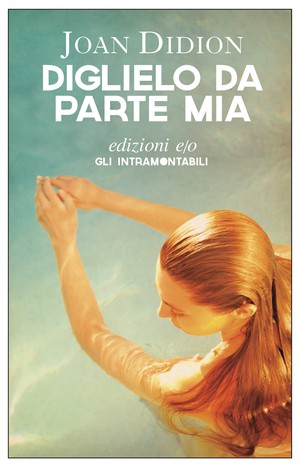 JOAN DIDION
DIGLIELO DA
PARTE MIA
edizioni e/o
GLI INTRAMONTABILI